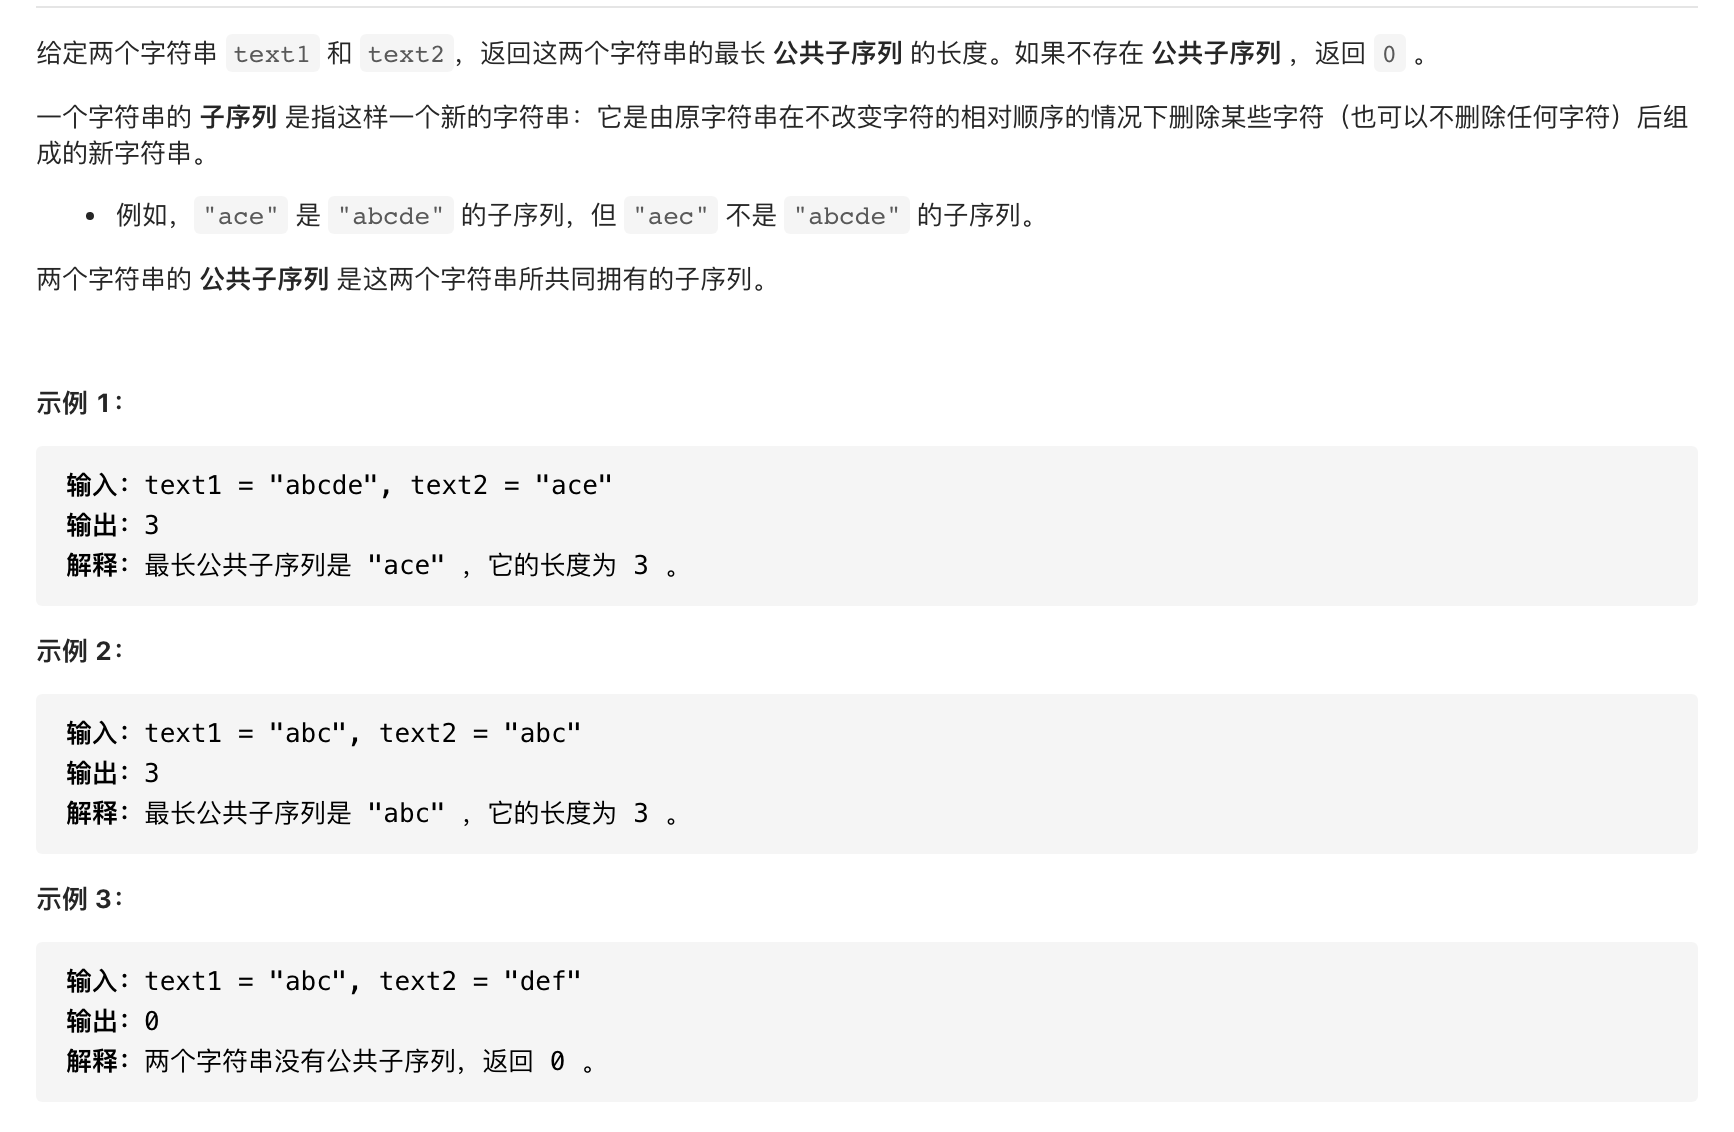 给定两个字符串 text1 和 text2，返回这两个字符串的最长 公共子序列 的长度。如果不存在 公共子序列 ，返回 0 。
一个字符串的 子序列 是指这样一个新的字符串：它是由原字符串在不改变字符的相对顺序的情况下删除某些字符（也可以不删除任何字符）后组
成的新字符串。
• 例如，"ace" 是 "abcde" 的子序列，但 "aec" 不是 "abcde" 的子序列。
两个字符串的 公共子序列 是这两个字符串所共同拥有的子序列。
示例 1：
输入：text1 = "abcde", text2 = "ace"
输出：3
解释：最长公共子序列是 "ace" ，它的长度为 3 。
示例 2：
输入：text1 = "abc", text2 = "abc"
输出：3
解释：最长公共子序列是 "abc" ，它的长度为 3 。
示例 3：
输入：text1 = "abc", text2 = "def"
输出：0
解释：两个字符串没有公共子序列，返回 0 。